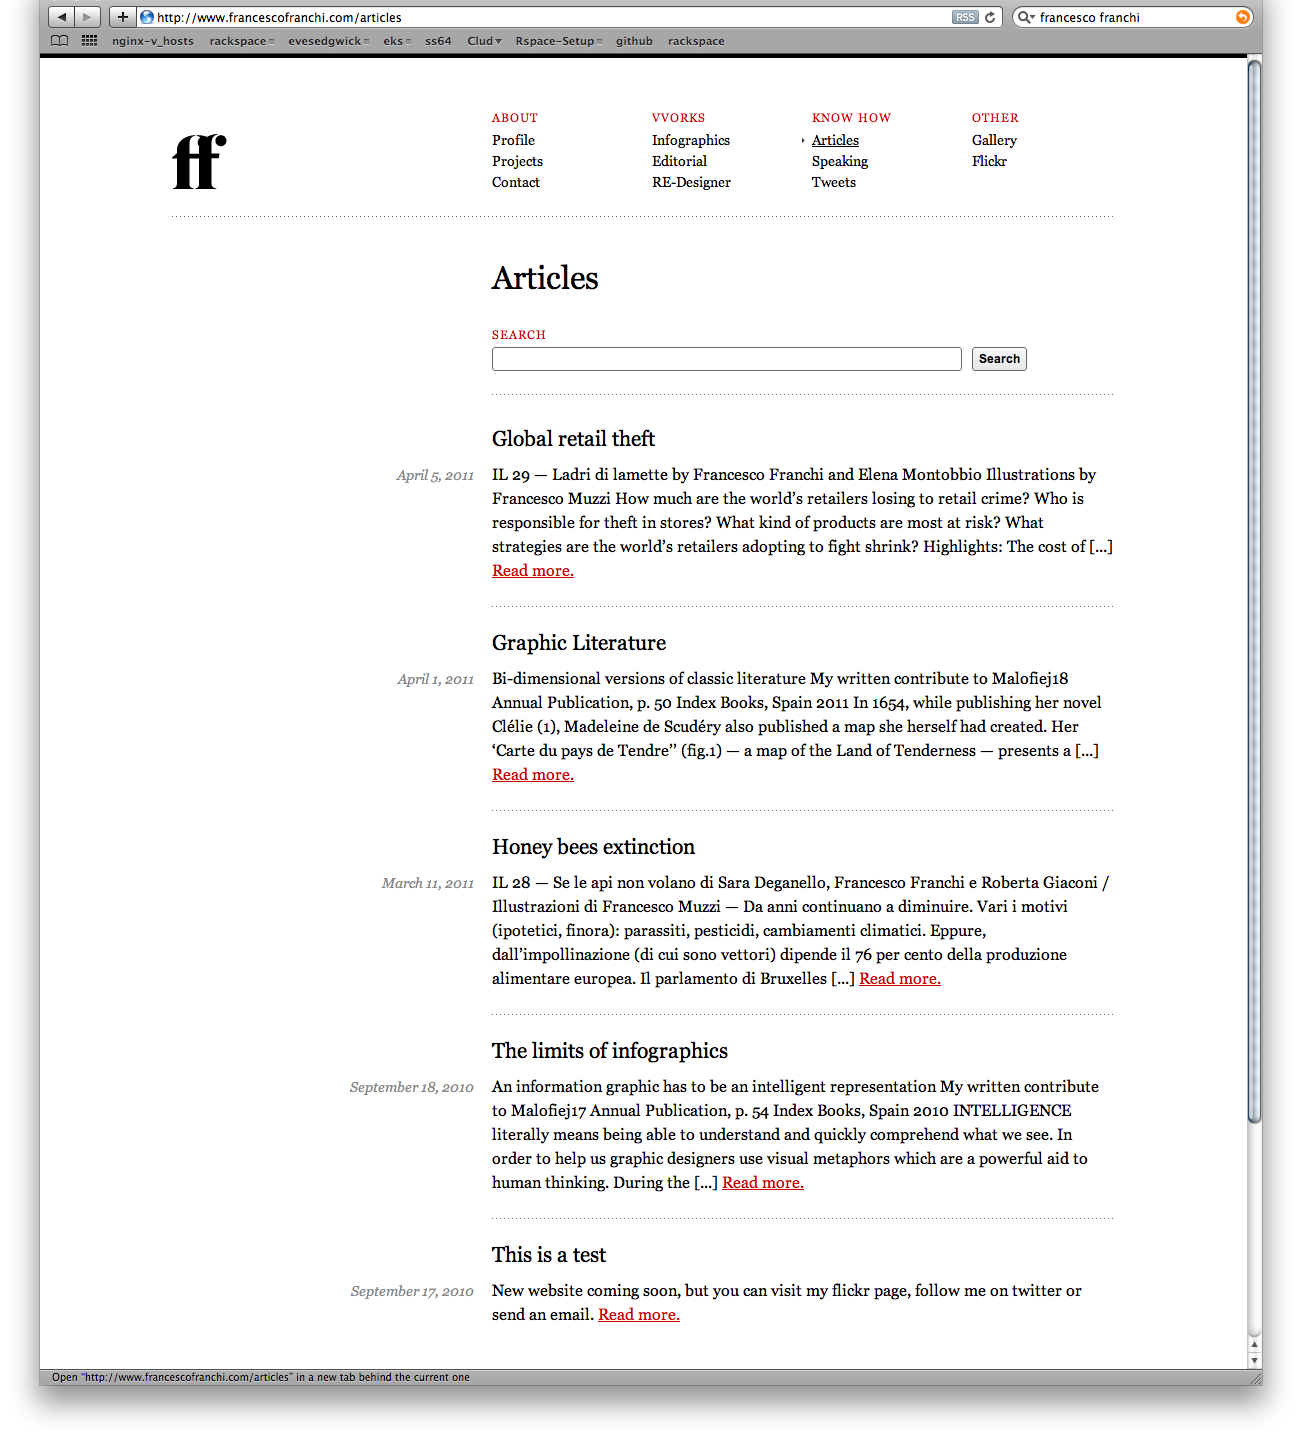 http://www.francescofranchi.com/articles RSS francesco franchi
nginx-v_hosts rackspace evesedgwick eks ss64 Clud Rspace-Setup github rackspace
ff
ABOUT VVORKS KNOW HOW OTHER
Profile Infographics Articles Gallery
Projects Editorial Speaking Flickr
Contact RE-Designer Tweets
Articles
SEARCH
Search
Global retail theft
April 5, 2011
IL 29 — Ladri di lamette by Francesco Franchi and Elena Montobbio Illustrations by
Francesco Muzzi How much are the world’s retailers losing to retail crime? Who is
responsible for theft in stores? What kind of products are most at risk? What
strategies are the world’s retailers adopting to fight shrink? Highlights: The cost of [...]
Read more.
Graphic Literature
April 1, 2011
Bi-dimensional versions of classic literature My written contribute to Malofiej18
Annual Publication, p. 50 Index Books, Spain 2011 In 1654, while publishing her novel
Clélie (1), Madeleine de Scudéry also published a map she herself had created. Her
‘Carte du pays de Tendre’’ (fig.1) — a map of the Land of Tenderness — presents a [...]
Read more.
Honey bees extinction
March 11, 2011
IL 28 — Se le api non volano di Sara Deganello, Francesco Franchi e Roberta Giaconi /
Illustrazioni di Francesco Muzzi — Da anni continuano a diminuire. Vari i motivi
(ipotetici, finora): parassiti, pesticidi, cambiamenti climatici. Eppure,
dall’impollinazione (di cui sono vettori) dipende il 76 per cento della produzione
alimentare europea. Il parlamento di Bruxelles [...] Read more.
The limits of infographics
September 18, 2010
An information graphic has to be an intelligent representation My written contribute
to Malofiej17 Annual Publication, p. 54 Index Books, Spain 2010 INTELLIGENCE
literally means being able to understand and quickly comprehend what we see. In
order to help us graphic designers use visual metaphors which are a powerful aid to
human thinking. During the [...] Read more.
This is a test
September 17, 2010
New website coming soon, but you can visit my flickr page, follow me on twitter or
send an email. Read more.
Open “http://www.francescofranchi.com/articles” in a new tab behind the current one